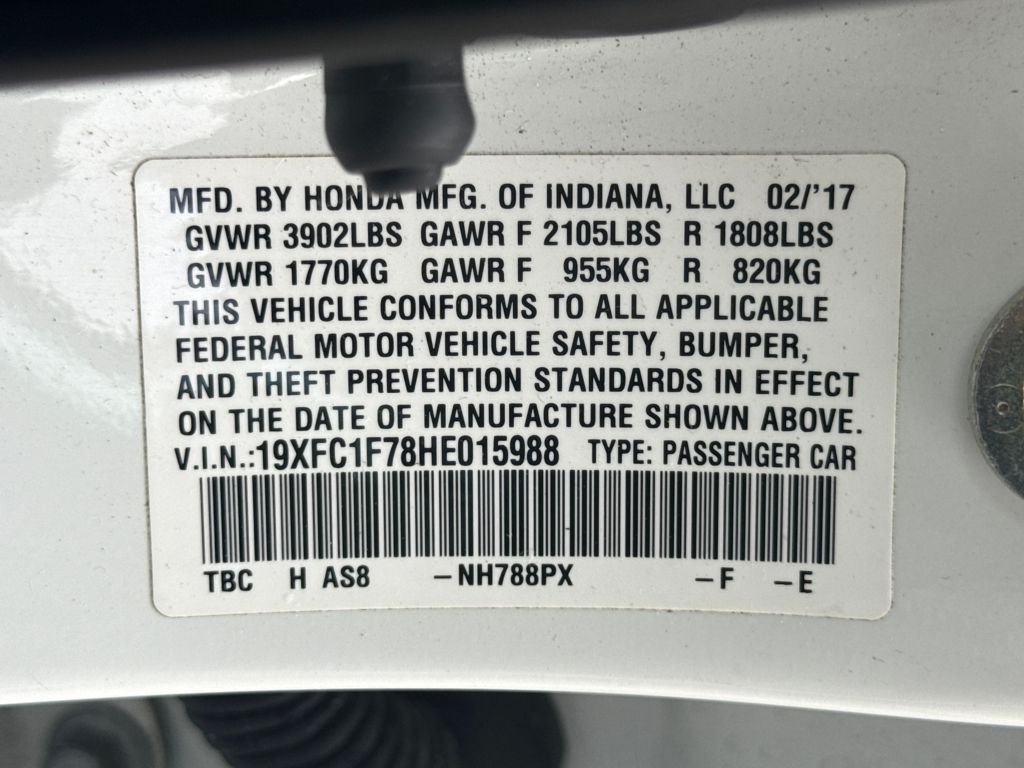 MFD. BY HONDA MFG. OF INDIANA, LLC 02/'17
GVWR 3902LBS GAWR F 2105LBS R 1808LBS
GVWR 1770KG GAWR F 955KG R 820KG
THIS VEHICLE CONFORMS TO ALL APPLICABLE
FEDERAL MOTOR VEHICLE SAFETY, BUMPER,
AND THEFT PREVENTION STANDARDS IN EFFECT
ON THE DATE OF MANUFACTURE SHOWN ABOVE.
V.I.N.:19XFC1F78HE015988 TYPE: PASSENGER CAR
TBC H AS8 –NH788PX –F –E